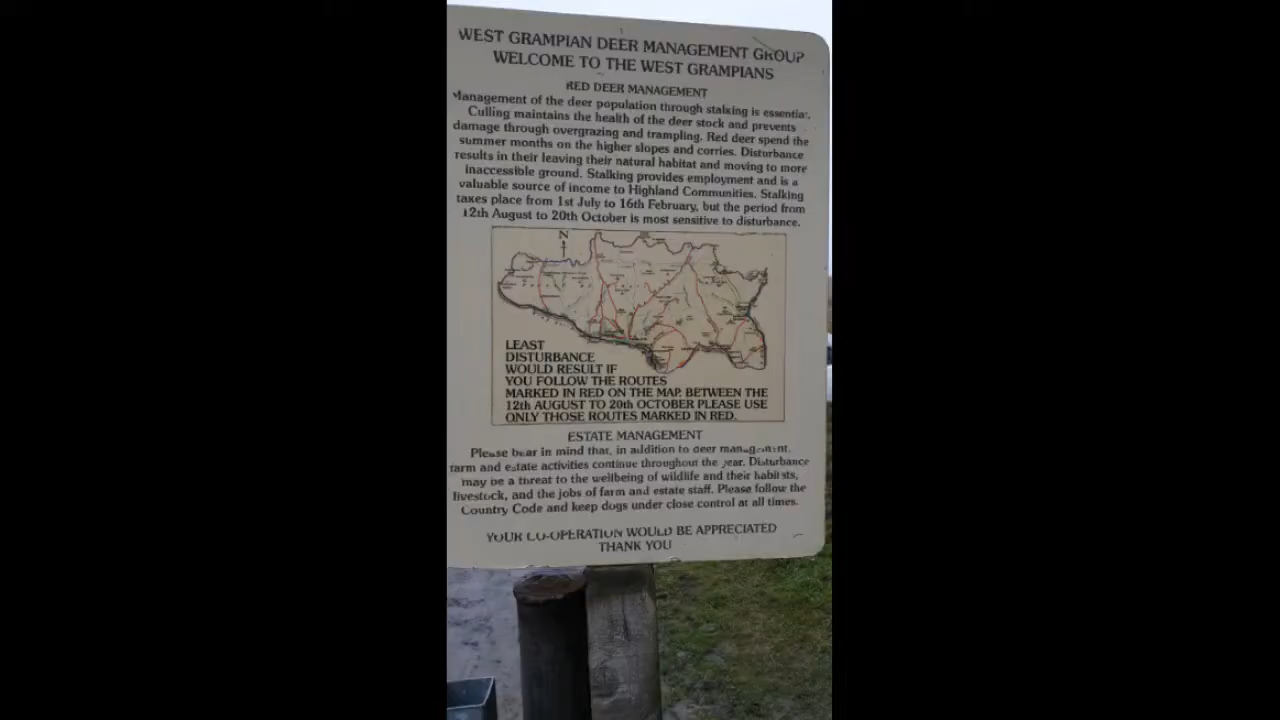 WEST GRAMPIAN DEER MANAGEMENT GROUP
WELCOME TO THE WEST GRAMPIANS
RED DEER MANAGEMENT
Management of the deer population through stalking is essential.
Culling maintains the health of the deer stock and prevents
damage through overgrazing and trampling. Red deer spend the
summer months on the higher slopes and corries. Disturbance
results in their leaving their natural habitat and moving to more
inaccessible ground. Stalking provides employment and is a
valuable source of income to Highland Communities. Stalking
takes place from 1st July to 16th February, but the period from
12th August to 20th October is most sensitive to disturbance.
N
LEAST
DISTURBANCE
WOULD RESULT IF
YOU FOLLOW THE ROUTES
MARKED IN RED ON THE MAP. BETWEEN THE
12th AUGUST TO 20th OCTOBER PLEASE USE
ONLY THOSE ROUTES MARKED IN RED.
ESTATE MANAGEMENT
Please bear in mind that, in addition to deer management,
farm and estate activities continue throughout the year. Disturbance
may be a threat to the wellbeing of wildlife and their habitats,
livestock, and the jobs of farm and estate staff. Please follow the
Country Code and keep dogs under close control at all times.
YOUR CO-OPERATION WOULD BE APPRECIATED
THANK YOU